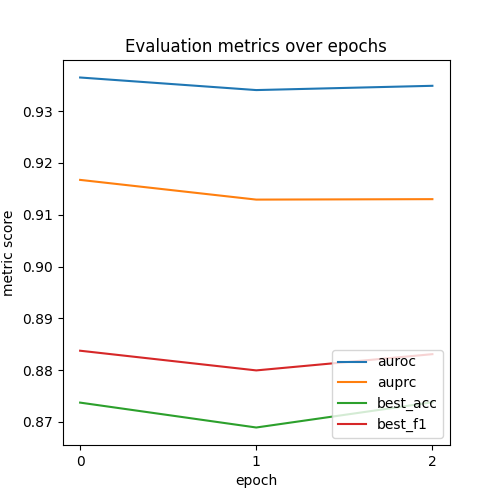 Evaluation metrics over epochs
metric score
0.93
0.92
0.91
0.90
0.89
0.88
0.87
auroc
auprc
best_acc
best_f1
0 1 2
epoch